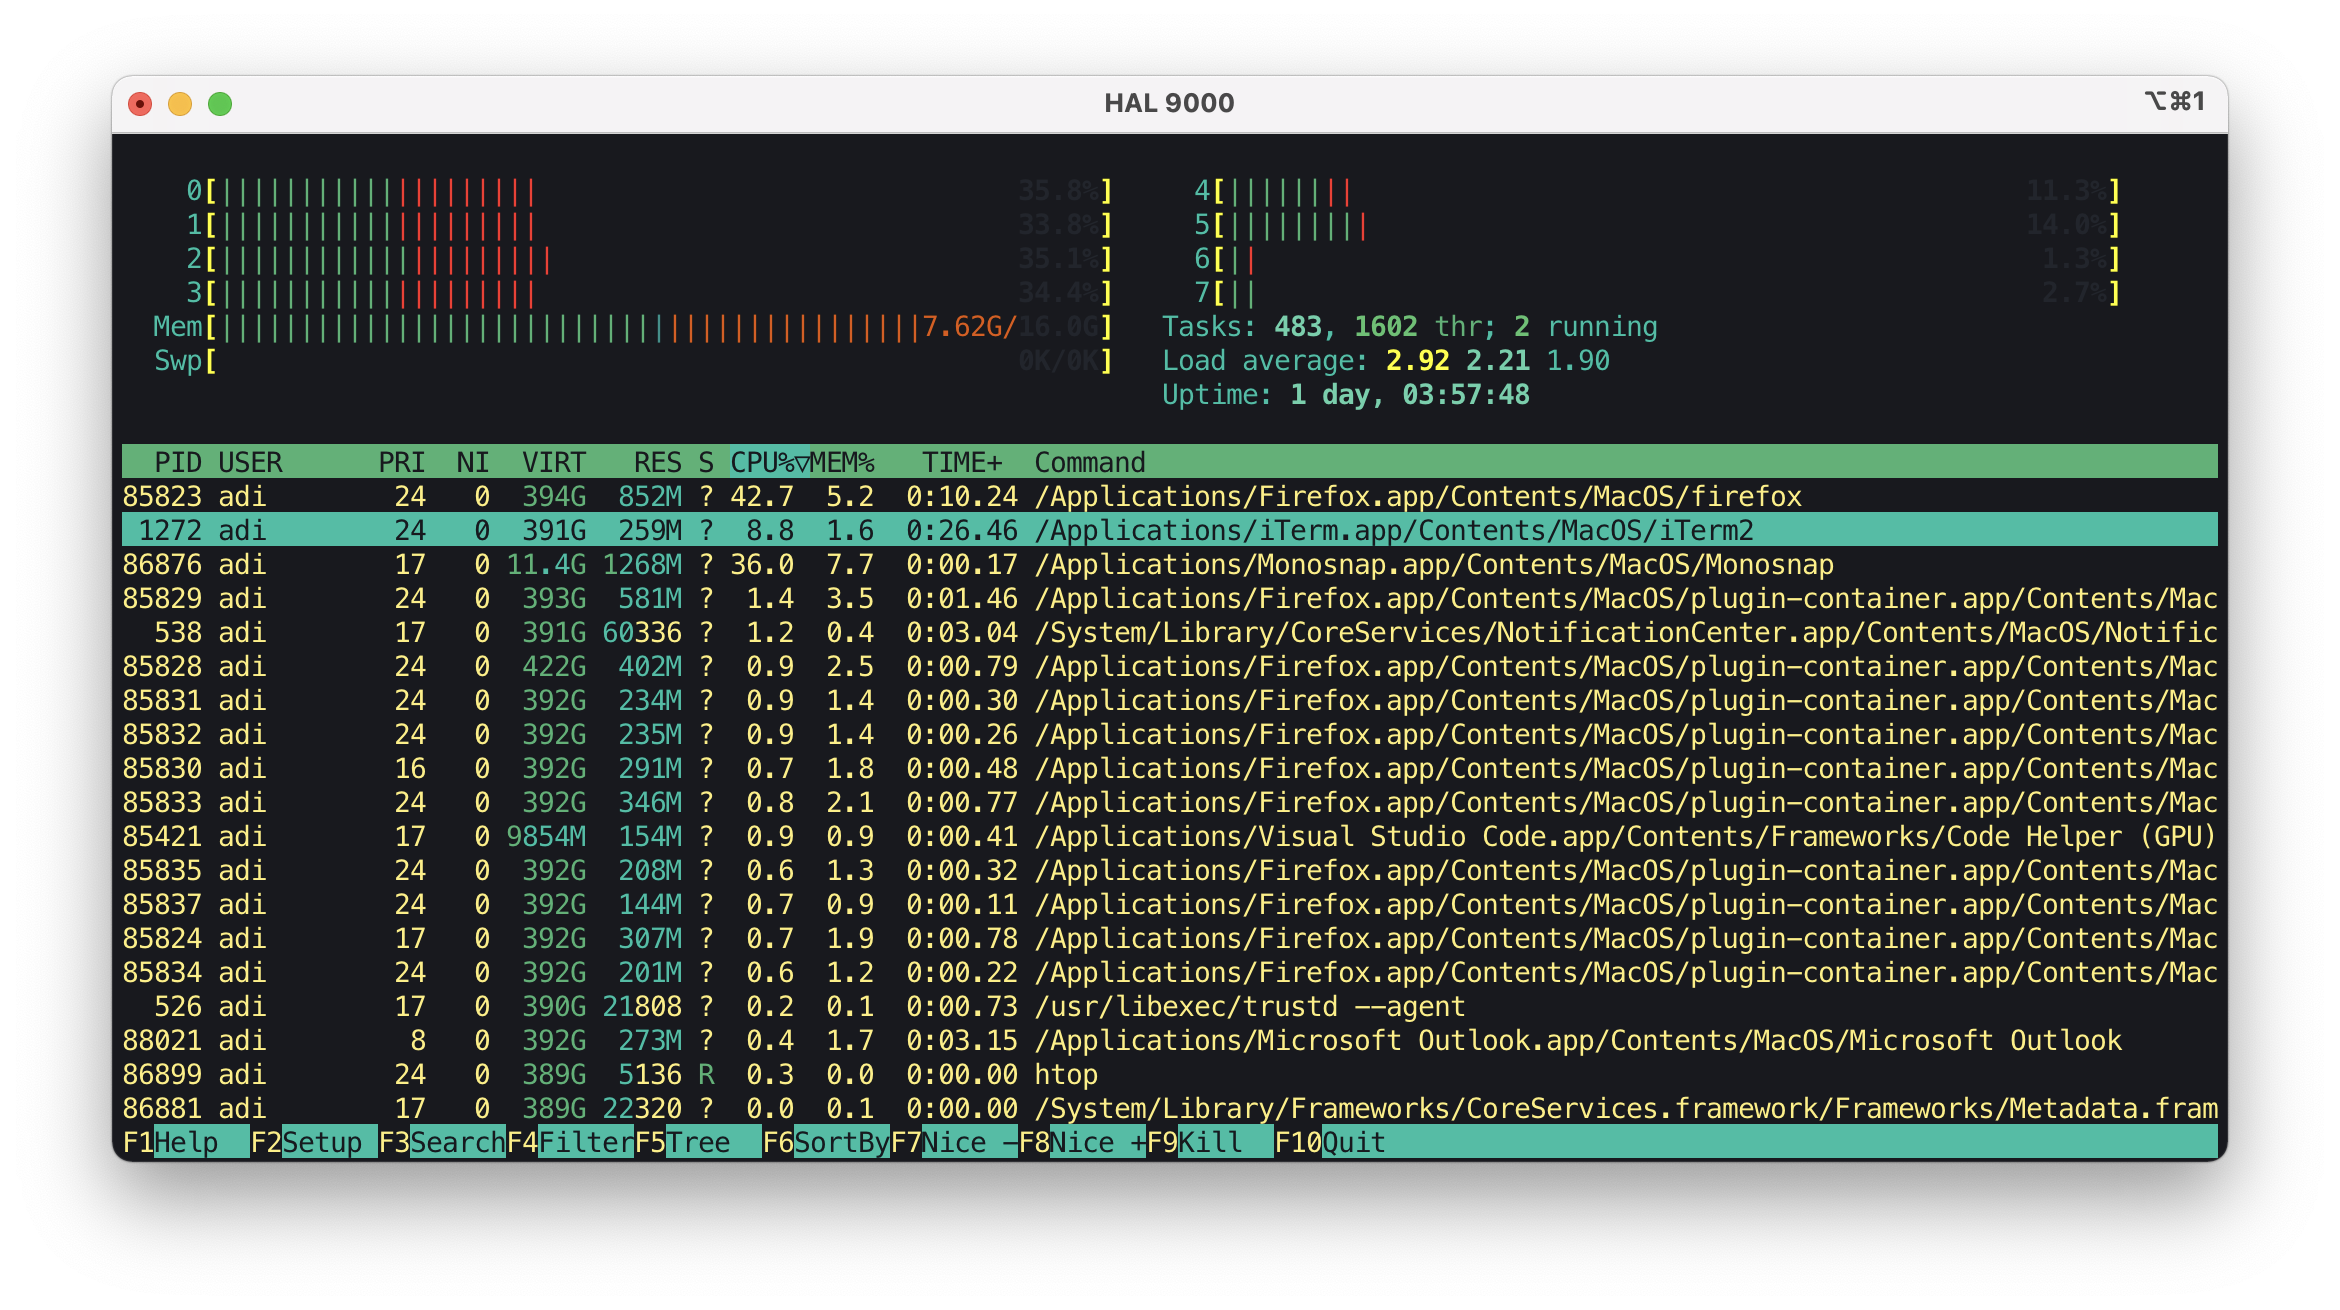 HAL 9000 ⌥⌘1
0[||||||||||||||||||||                              35.8%] 4[||||||||                                                11.3%]
1[||||||||||||||||||||                              33.8%] 5[|||||||||                                               14.0%]
2[|||||||||||||||||||||                             35.1%] 6[||                                                       1.3%]
3[||||||||||||||||||||                              34.4%] 7[||                                                       2.7%]
Mem[||||||||||||||||||||||||||||||||||||||||||||7.62G/16.0G] Tasks: 483, 1602 thr; 2 running
Swp[                                                  0K/0K] Load average: 2.92 2.21 1.90
Uptime: 1 day, 03:57:48
PID USER PRI NI VIRT RES S CPU%▽MEM% TIME+ Command
85823 adi 24 0 394G 852M ? 42.7 5.2 0:10.24 /Applications/Firefox.app/Contents/MacOS/firefox
1272 adi 24 0 391G 259M ? 8.8 1.6 0:26.46 /Applications/iTerm.app/Contents/MacOS/iTerm2
86876 adi 17 0 11.4G 1268M ? 36.0 7.7 0:00.17 /Applications/Monosnap.app/Contents/MacOS/Monosnap
85829 adi 24 0 393G 581M ? 1.4 3.5 0:01.46 /Applications/Firefox.app/Contents/MacOS/plugin-container.app/Contents/Mac
538 adi 17 0 391G 60336 ? 1.2 0.4 0:03.04 /System/Library/CoreServices/NotificationCenter.app/Contents/MacOS/Notific
85828 adi 24 0 422G 402M ? 0.9 2.5 0:00.79 /Applications/Firefox.app/Contents/MacOS/plugin-container.app/Contents/Mac
85831 adi 24 0 392G 234M ? 0.9 1.4 0:00.30 /Applications/Firefox.app/Contents/MacOS/plugin-container.app/Contents/Mac
85832 adi 24 0 392G 235M ? 0.9 1.4 0:00.26 /Applications/Firefox.app/Contents/MacOS/plugin-container.app/Contents/Mac
85830 adi 16 0 392G 291M ? 0.7 1.8 0:00.48 /Applications/Firefox.app/Contents/MacOS/plugin-container.app/Contents/Mac
85833 adi 24 0 392G 346M ? 0.8 2.1 0:00.77 /Applications/Firefox.app/Contents/MacOS/plugin-container.app/Contents/Mac
85421 adi 17 0 9854M 154M ? 0.9 0.9 0:00.41 /Applications/Visual Studio Code.app/Contents/Frameworks/Code Helper (GPU)
85835 adi 24 0 392G 208M ? 0.6 1.3 0:00.32 /Applications/Firefox.app/Contents/MacOS/plugin-container.app/Contents/Mac
85837 adi 24 0 392G 144M ? 0.7 0.9 0:00.11 /Applications/Firefox.app/Contents/MacOS/plugin-container.app/Contents/Mac
85824 adi 17 0 392G 307M ? 0.7 1.9 0:00.78 /Applications/Firefox.app/Contents/MacOS/plugin-container.app/Contents/Mac
85834 adi 24 0 392G 201M ? 0.6 1.2 0:00.22 /Applications/Firefox.app/Contents/MacOS/plugin-container.app/Contents/Mac
526 adi 17 0 390G 21808 ? 0.2 0.1 0:00.73 /usr/libexec/trustd --agent
88021 adi 8 0 392G 273M ? 0.4 1.7 0:03.15 /Applications/Microsoft Outlook.app/Contents/MacOS/Microsoft Outlook
86899 adi 24 0 389G 5136 R 0.3 0.0 0:00.00 htop
86881 adi 17 0 389G 22320 ? 0.0 0.1 0:00.00 /System/Library/Frameworks/CoreServices.framework/Frameworks/Metadata.fram
F1Help F2Setup F3SearchF4FilterF5Tree F6SortByF7Nice -F8Nice +F9Kill F10Quit